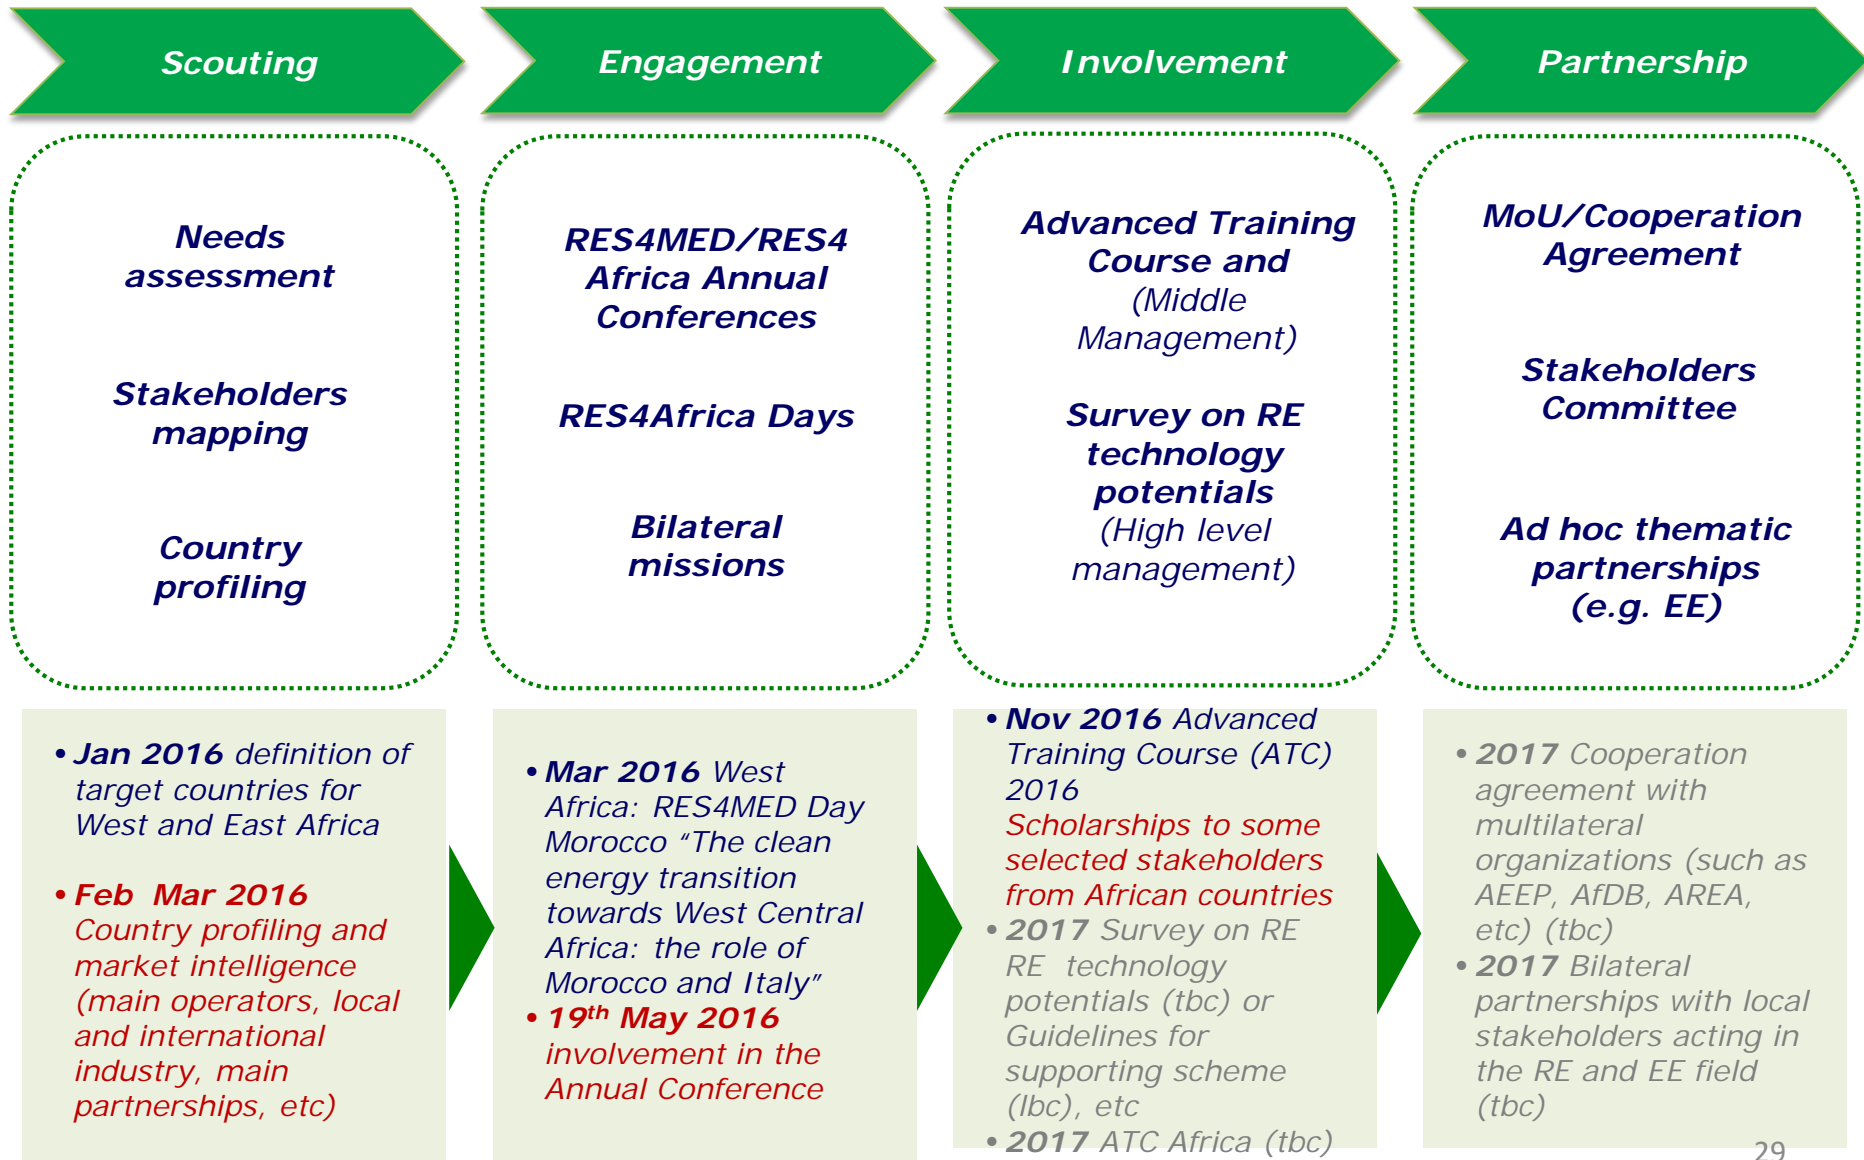 Scouting
Engagement
Involvement
Partnership
Needs
assessment
Stakeholders
mapping
Country
profiling
RES4MED/RES4
Africa Annual
Conferences
RES4Africa Days
Bilateral
missions
Advanced Training
Course and
(Middle
Management)
Survey on RE
technology
potentials
(High level
management)
MoU/Cooperation
Agreement
Stakeholders
Committee
Ad hoc thematic
partnerships
(e.g. EE)
• Jan 2016 definition of
target countries for
West and East Africa
• Feb Mar 2016
Country profiling and
market intelligence
(main operators, local
and international
industry, main
partnerships, etc)
• Mar 2016 West
Africa: RES4MED Day
Morocco “The clean
energy transition
towards West Central
Africa: the role of
Morocco and Italy”
• 19th May 2016
involvement in the
Annual Conference
• Nov 2016 Advanced
Training Course (ATC)
2016
Scholarships to some
selected stakeholders
from African countries
• 2017 Survey on RE
RE technology
potentials (tbc) or
Guidelines for
supporting scheme
(lbc), etc
• 2017 ATC Africa (tbc)
• 2017 Cooperation
agreement with
multilateral
organizations (such as
AEEP, AfDB, AREA,
etc) (tbc)
• 2017 Bilateral
partnerships with local
stakeholders acting in
the RE and EE field
(tbc)
29